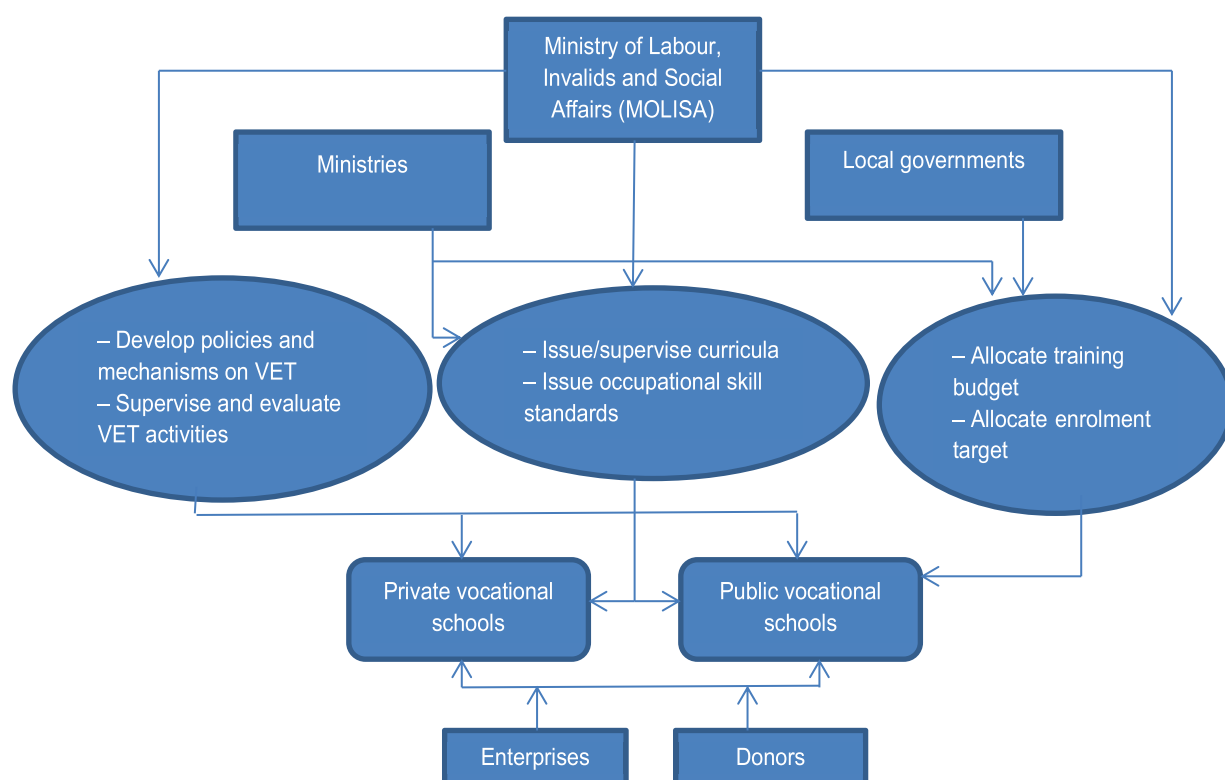 Ministry of Labour,
Invalids and Social
Affairs (MOLISA)
Ministries
Local governments
– Develop policies and
mechanisms on VET
– Supervise and evaluate
VET activities
– Issue/supervise curricula
– Issue occupational skill
standards
– Allocate training
budget
– Allocate enrolment
target
Private vocational
schools
Public vocational
schools
Enterprises
Donors